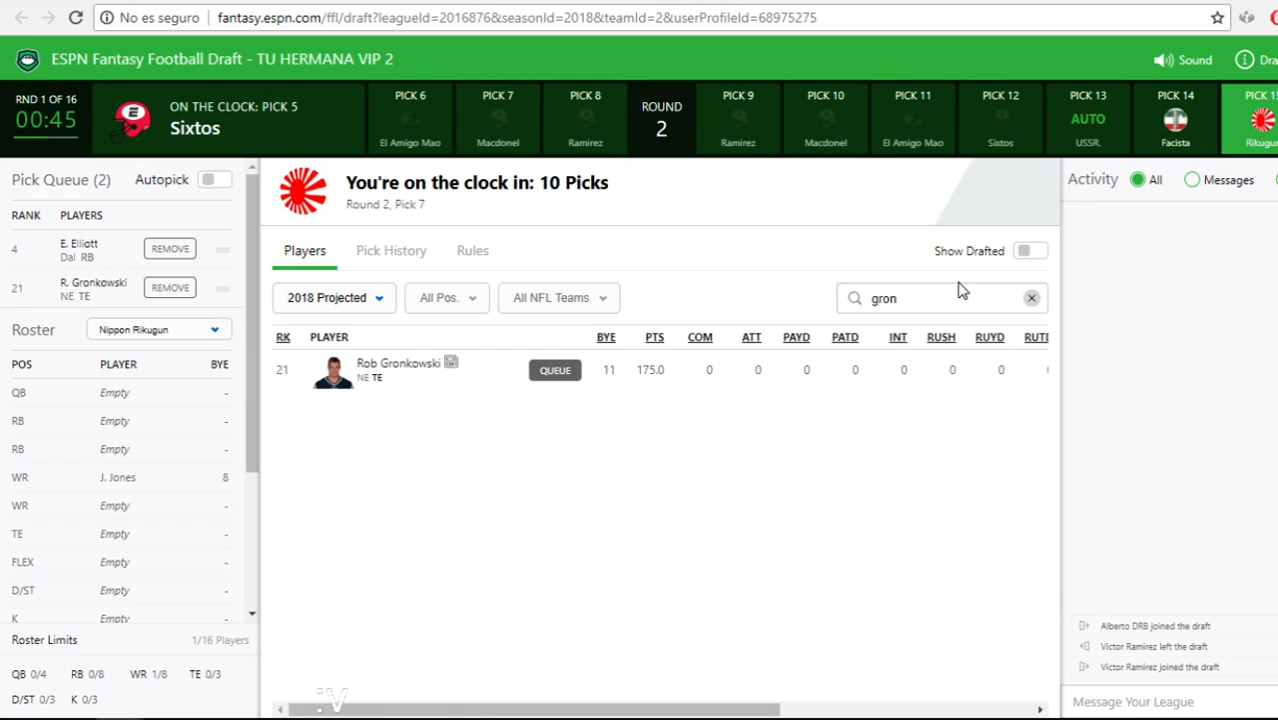 No es seguro fantasy.espn.com/ffl/draft?leagueId=2016876&seasonId=2018&teamId=2&userProfileId=68975275
ESPN Fantasy Football Draft - TU HERMANA VIP 2
Sound
Dra
RND 1 OF 16
00:45
ON THE CLOCK: PICK 5
Sixtos
PICK 6
El Amigo Mao
PICK 7
Macdonel
PICK 8
Ramirez
ROUND
2
PICK 9
Ramirez
PICK 10
Macdonel
PICK 11
El Amigo Mao
PICK 12
Sixtos
PICK 13
AUTO
USSR.
PICK 14
Facista
PICK 15
Rikugun
Pick Queue (2)
Autopick
RANK PLAYERS
4 E. Elliott REMOVE
Dal RB
21 R. Gronkowski REMOVE
NE TE
Roster Nippon Rikugun
POS PLAYER BYE
QB Empty -
RB Empty -
RB Empty -
WR J. Jones 8
WR Empty -
TE Empty -
FLEX Empty -
D/ST Empty -
K Empty -
Roster Limits 1/16 Players
QB 0/4 RB 0/8 WR 1/8 TE 0/3
D/ST 0/3 K 0/3
You're on the clock in: 10 Picks
Round 2, Pick 7
Players Pick History Rules
Show Drafted
2018 Projected All Pos. All NFL Teams gron
RK PLAYER BYE PTS COM ATT PAYD PATD INT RUSH RUYD RUTD
21 Rob Gronkowski QUEUE 11 175.0 0 0 0 0 0 0 0
NE TE
:V
Activity All Messages
Alberto DRB joined the draft
Victor Ramirez left the draft
Victor Ramirez joined the draft
Message Your League